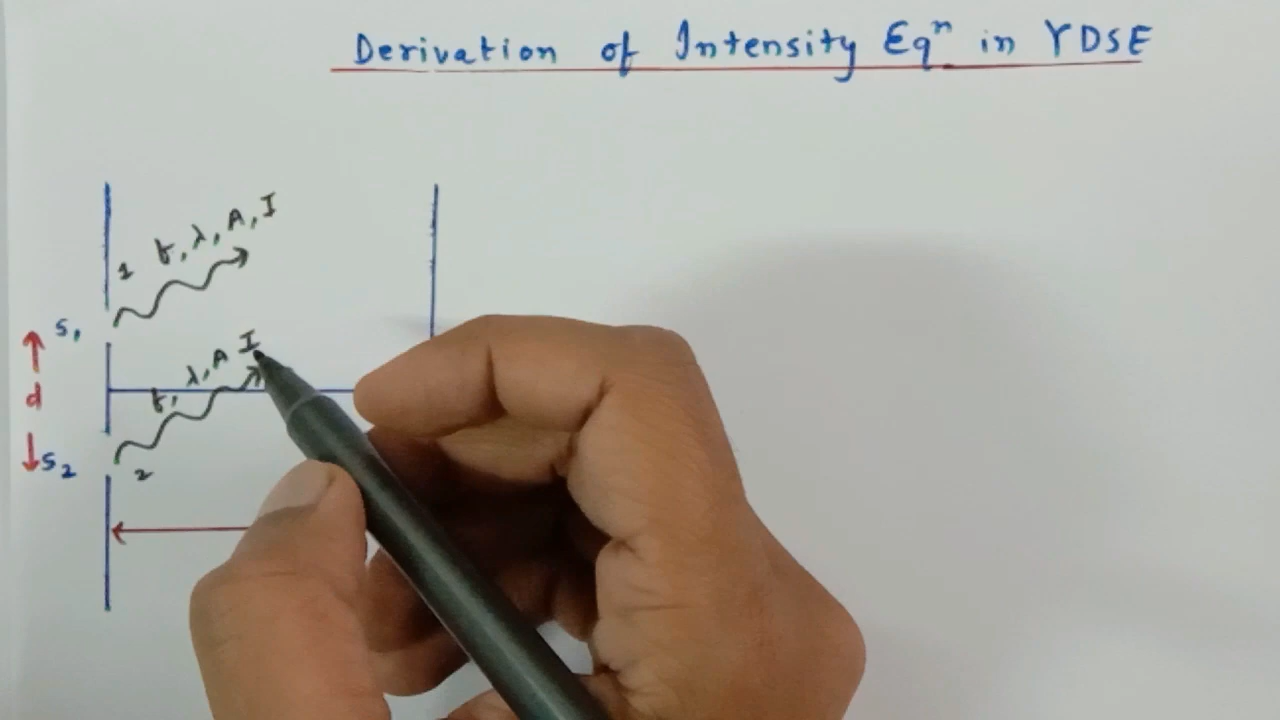 Derivation of Intensity Eqⁿ in YDSE
1 f, λ, A, I
S₁
f, λ, A I
d
S₂ 2